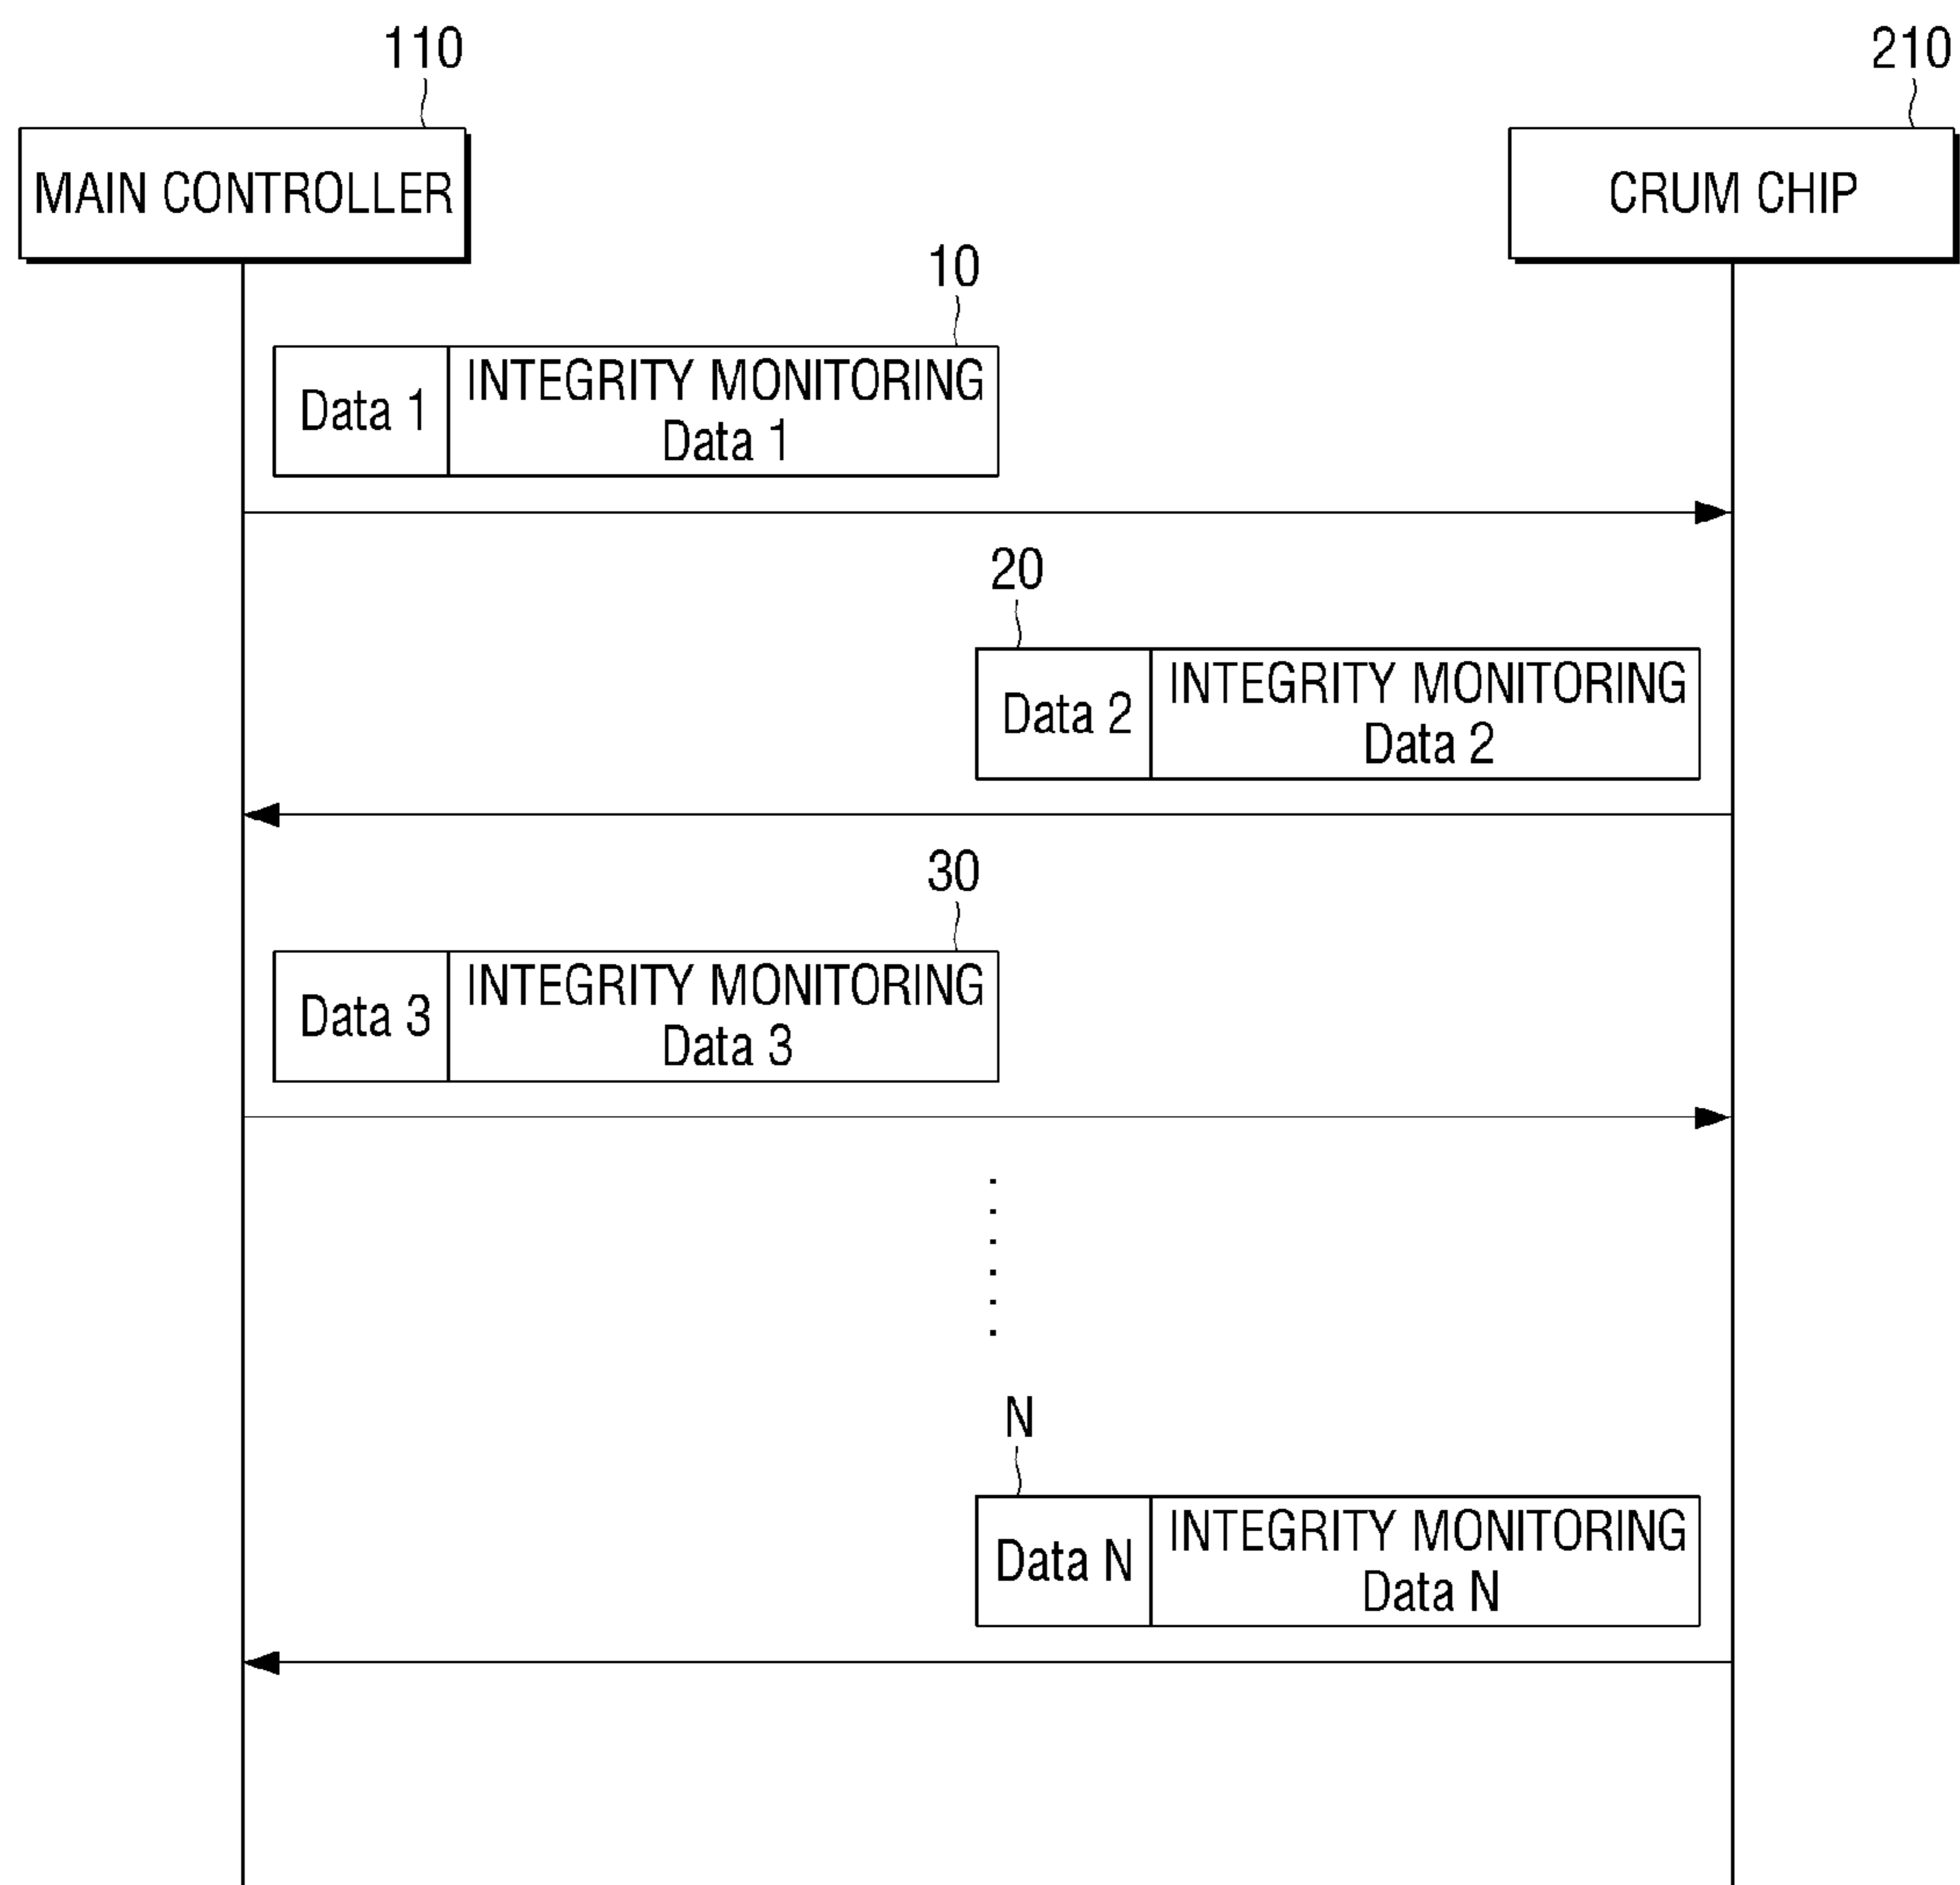 110
210
MAIN CONTROLLER
CRUM CHIP
10
Data 1
INTEGRITY MONITORING
Data 1
20
Data 2
INTEGRITY MONITORING
Data 2
30
Data 3
INTEGRITY MONITORING
Data 3
N
Data N
INTEGRITY MONITORING
Data N